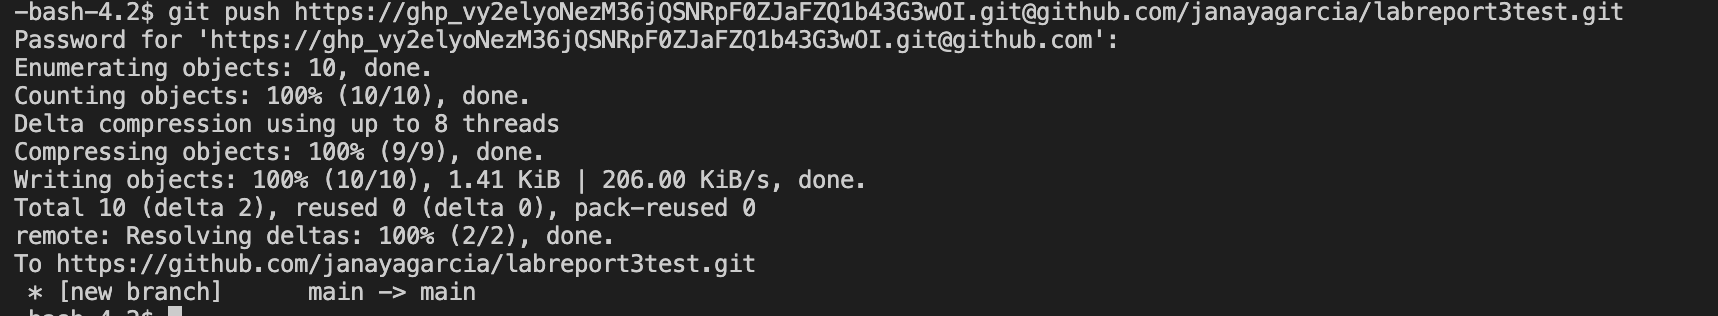 -bash-4.2$ git push https://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.git@github.com/janayagarcia/labreport3test.git
Password for 'https://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.git@github.com':
Enumerating objects: 10, done.
Counting objects: 100% (10/10), done.
Delta compression using up to 8 threads
Compressing objects: 100% (9/9), done.
Writing objects: 100% (10/10), 1.41 KiB | 206.00 KiB/s, done.
Total 10 (delta 2), reused 0 (delta 0), pack-reused 0
remote: Resolving deltas: 100% (2/2), done.
To https://github.com/janayagarcia/labreport3test.git
 * [new branch]      main -> main
-bash-4.2$